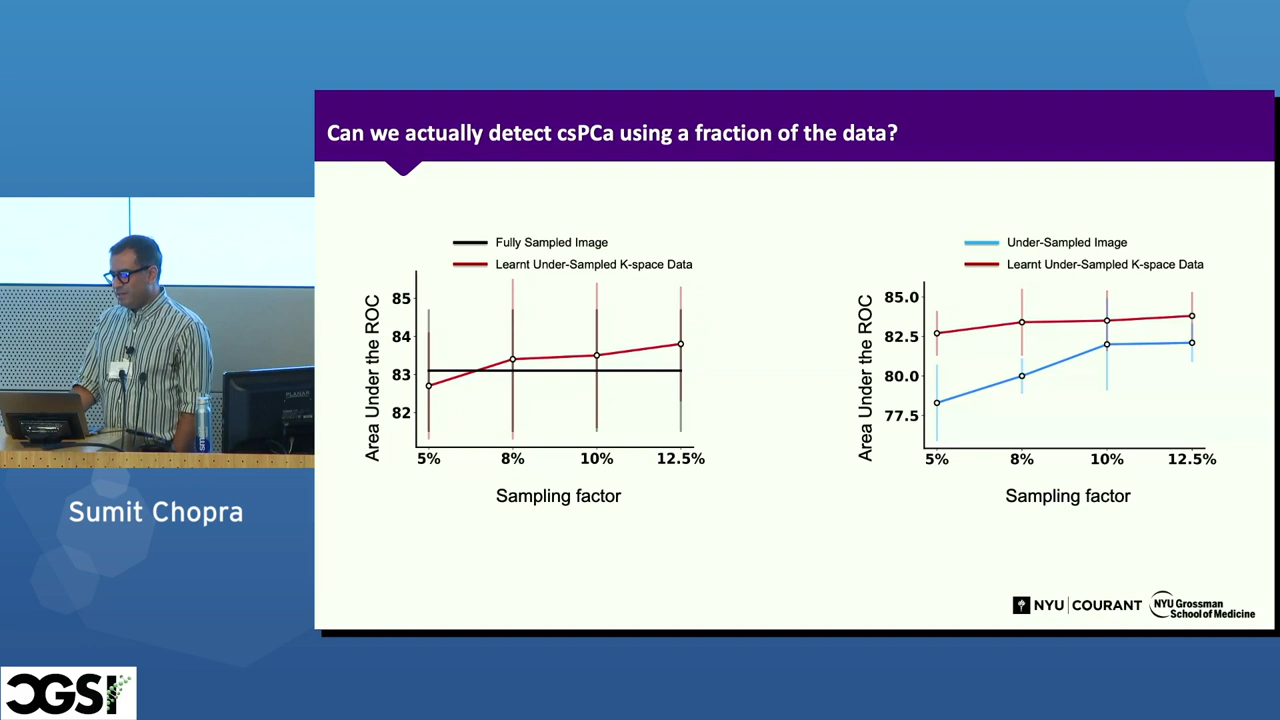 Can we actually detect csPCa using a fraction of the data?
Fully Sampled Image
Learnt Under-Sampled K-space Data
85
84
83
82
Area Under the ROC
5% 8% 10% 12.5%
Sampling factor
Under-Sampled Image
Learnt Under-Sampled K-space Data
85.0
82.5
80.0
77.5
Area Under the ROC
5% 8% 10% 12.5%
Sampling factor
PLANAR
Sumit Chopra
NYU COURANT
NYU Grossman
School of Medicine
CGSI